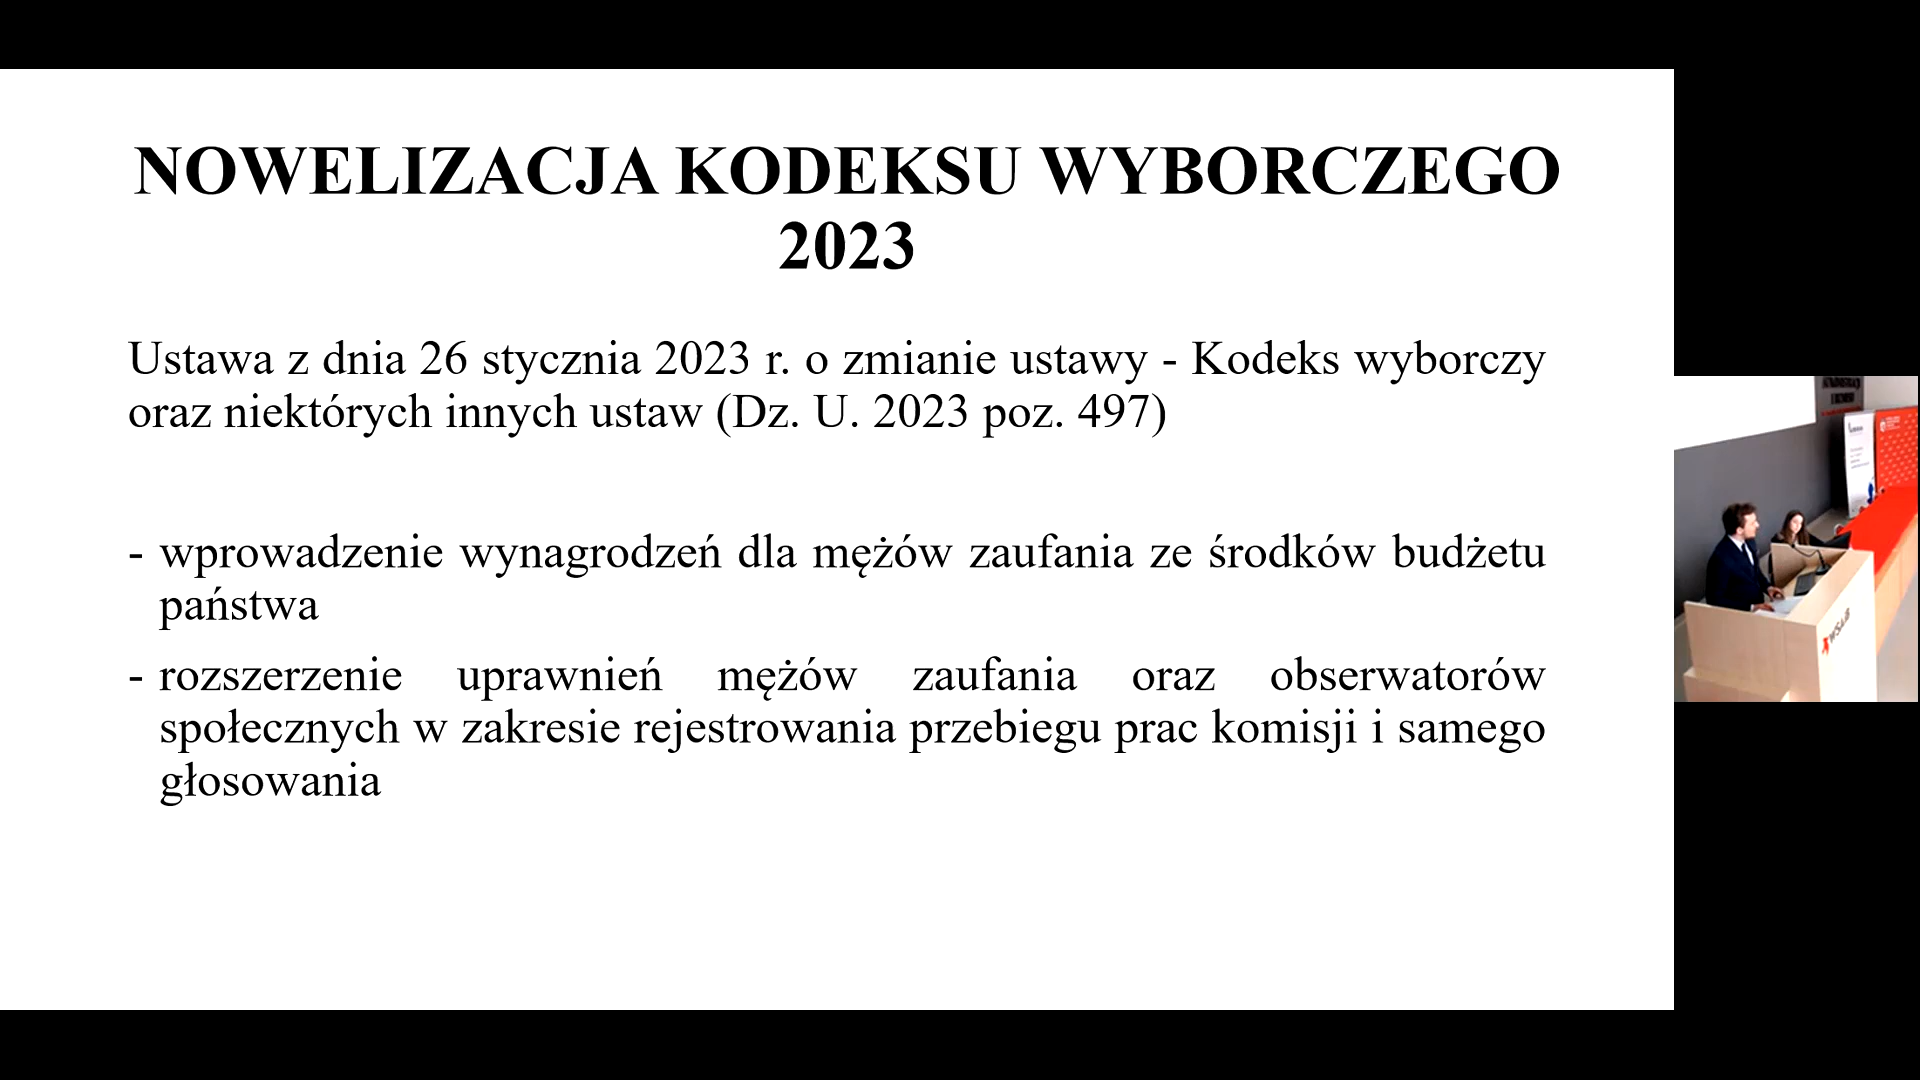 NOWELIZACJA KODEKSU WYBORCZEGO
2023
Ustawa z dnia 26 stycznia 2023 r. o zmianie ustawy - Kodeks wyborczy
oraz niektórych innych ustaw (Dz. U. 2023 poz. 497)
- wprowadzenie wynagrodzeń dla mężów zaufania ze środków budżetu
państwa
- rozszerzenie uprawnień mężów zaufania oraz obserwatorów
społecznych w zakresie rejestrowania przebiegu prac komisji i samego
głosowania